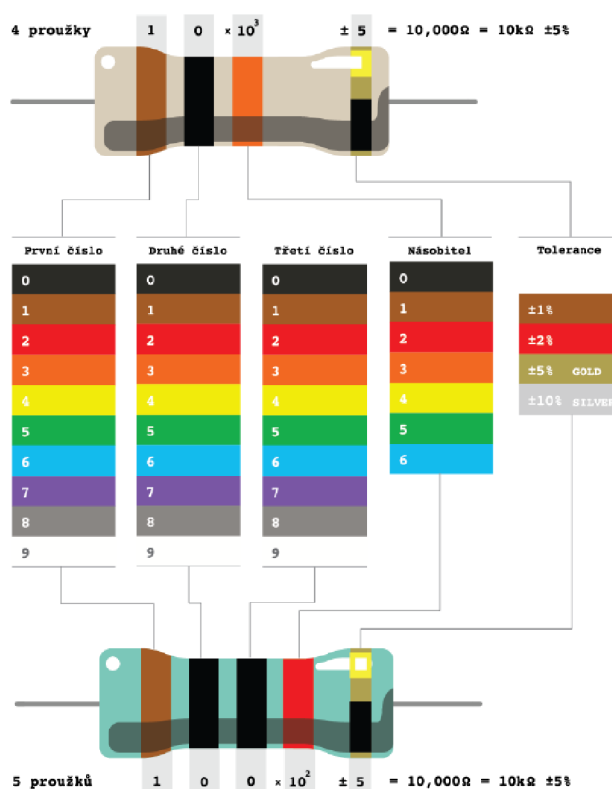 4 proužky 1 0 × 10³ ± 5 = 10,000Ω = 10kΩ ±5%
První číslo Druhé číslo Třetí číslo Násobitel Tolerance
0 0 0 0
1 1 1 1 ±1%
2 2 2 2 ±2%
3 3 3 3 ±5% GOLD
4 4 4 4 ±10% SILVER
5 5 5 5
6 6 6 6
7 7 7
8 8 8
9 9 9
5 proužků 1 0 0 × 10² ± 5 = 10,000Ω = 10kΩ ±5%